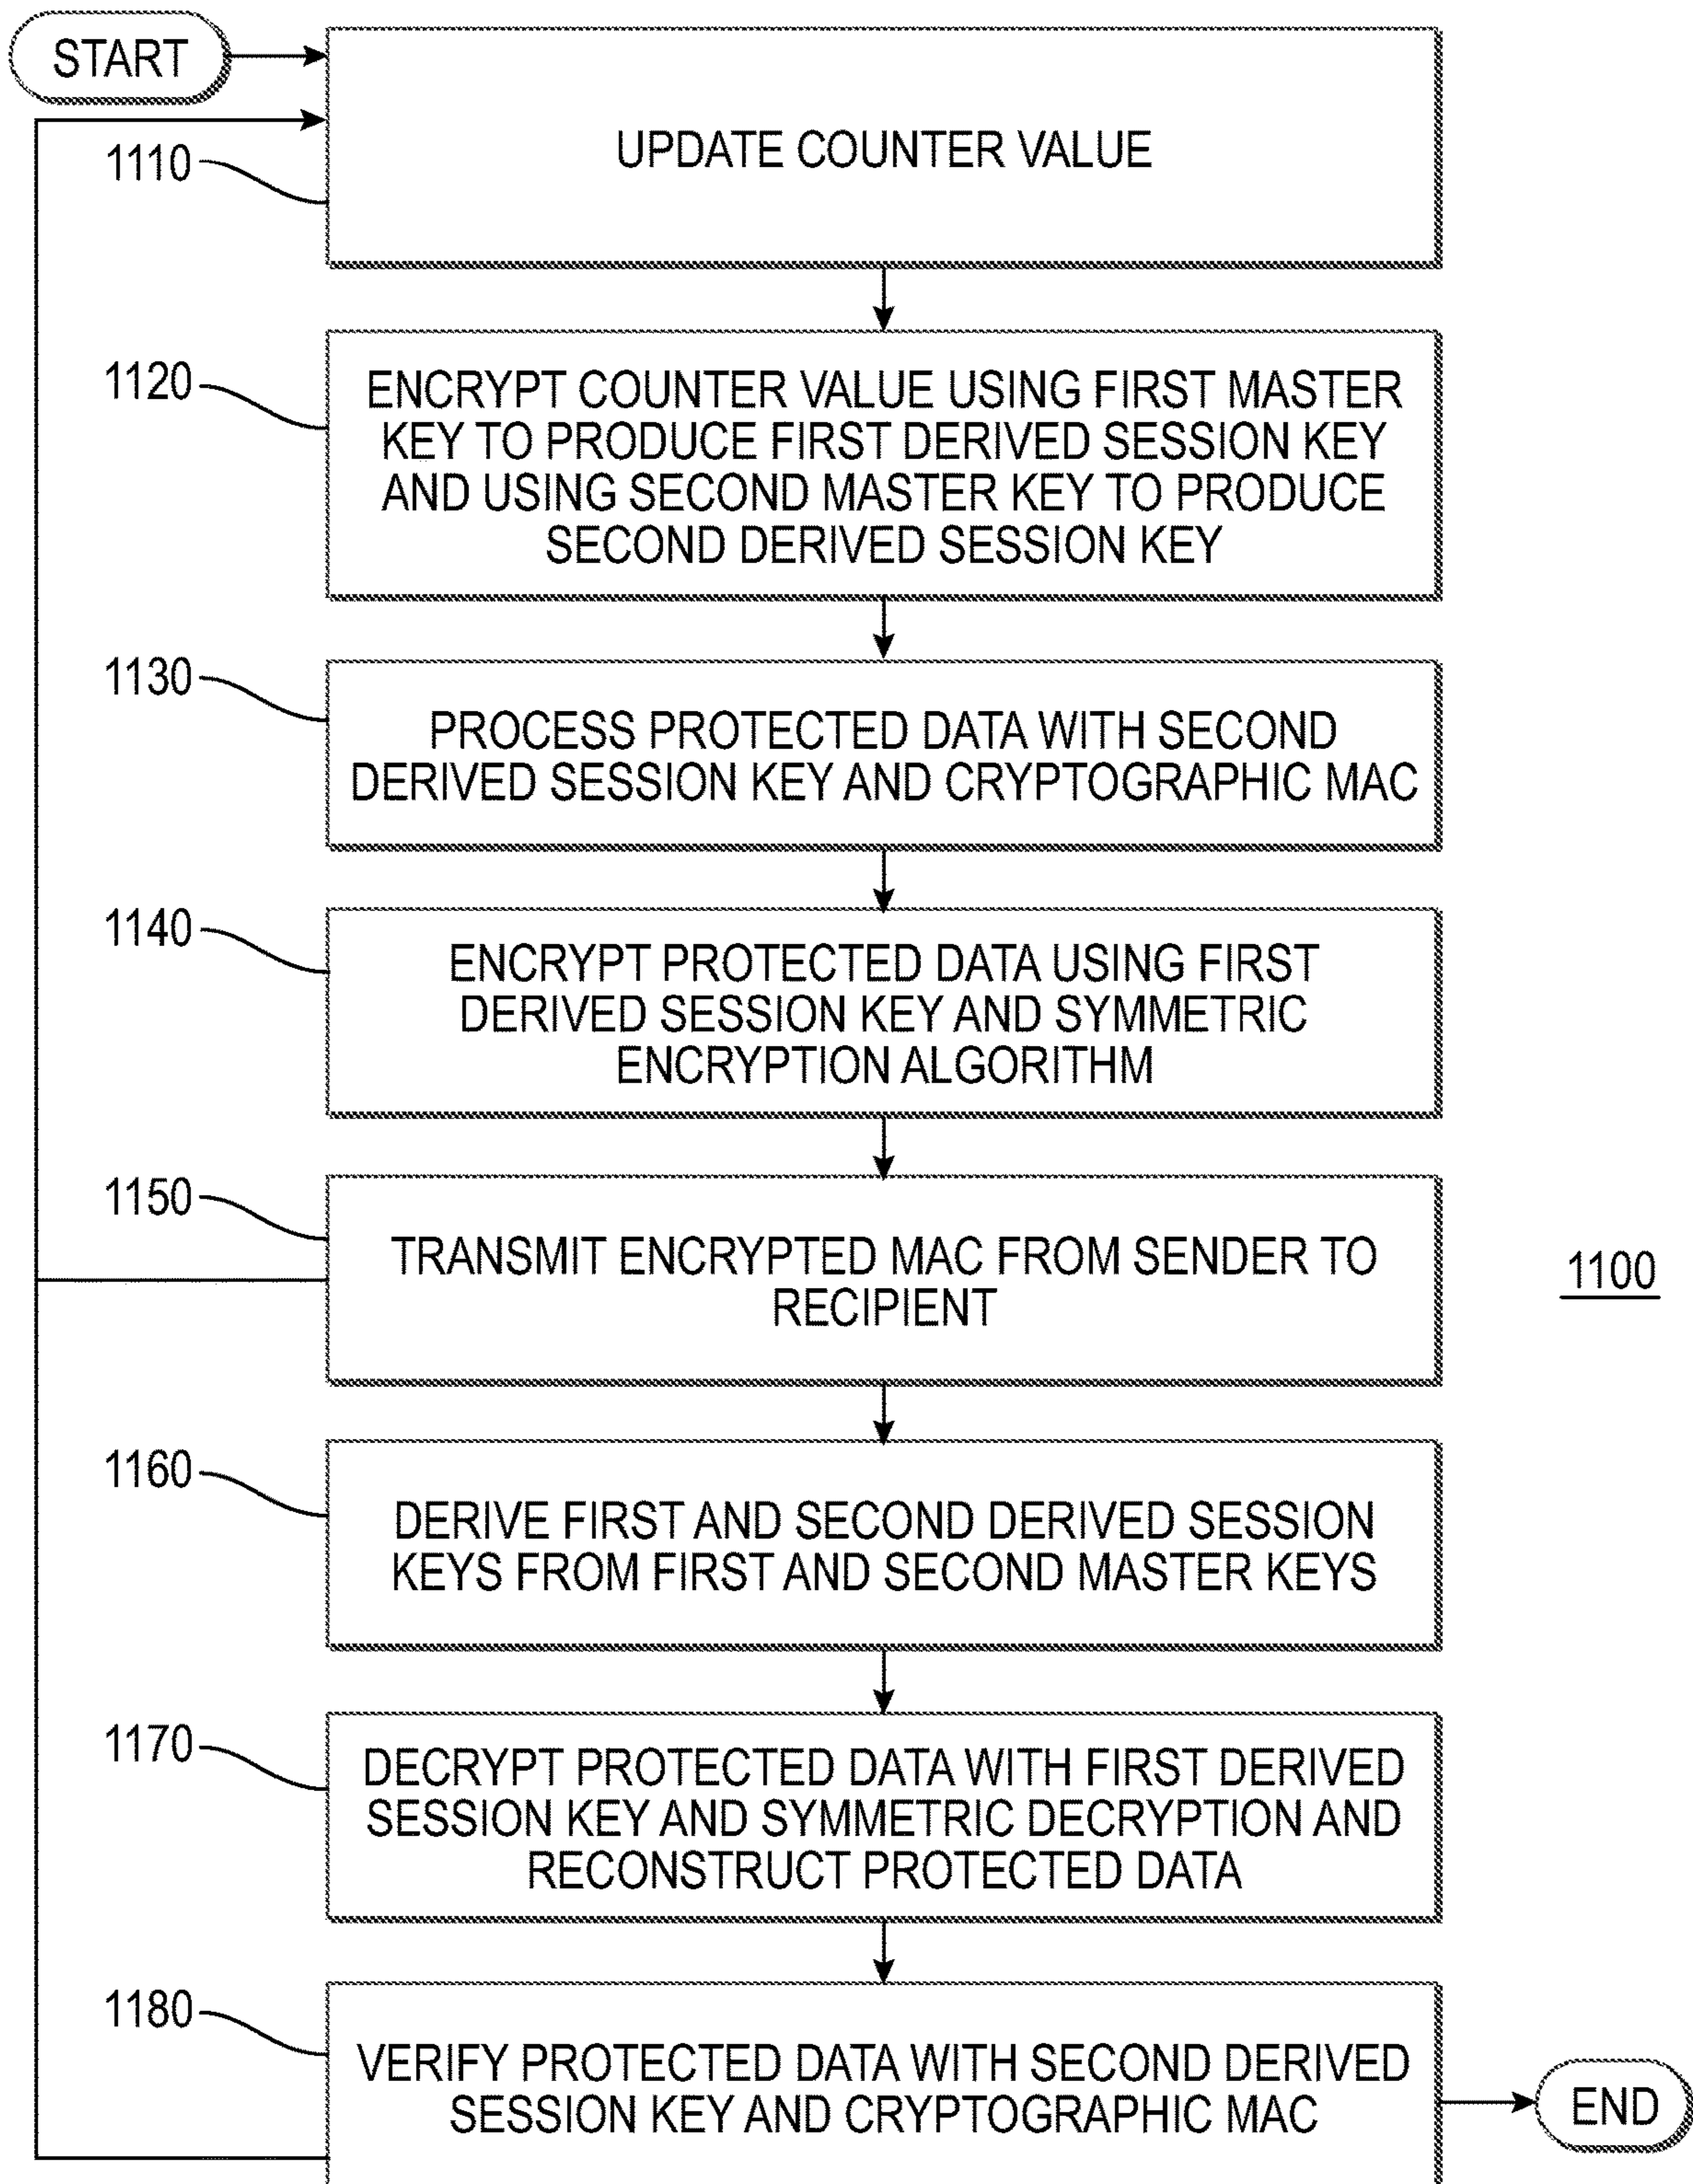 START
UPDATE COUNTER VALUE
1110
1120
ENCRYPT COUNTER VALUE USING FIRST MASTER
KEY TO PRODUCE FIRST DERIVED SESSION KEY
AND USING SECOND MASTER KEY TO PRODUCE
SECOND DERIVED SESSION KEY
1130
PROCESS PROTECTED DATA WITH SECOND
DERIVED SESSION KEY AND CRYPTOGRAPHIC MAC
1140
ENCRYPT PROTECTED DATA USING FIRST
DERIVED SESSION KEY AND SYMMETRIC
ENCRYPTION ALGORITHM
1150
TRANSMIT ENCRYPTED MAC FROM SENDER TO
RECIPIENT
1100
1160
DERIVE FIRST AND SECOND DERIVED SESSION
KEYS FROM FIRST AND SECOND MASTER KEYS
1170
DECRYPT PROTECTED DATA WITH FIRST DERIVED
SESSION KEY AND SYMMETRIC DECRYPTION AND
RECONSTRUCT PROTECTED DATA
1180
VERIFY PROTECTED DATA WITH SECOND DERIVED
SESSION KEY AND CRYPTOGRAPHIC MAC
END